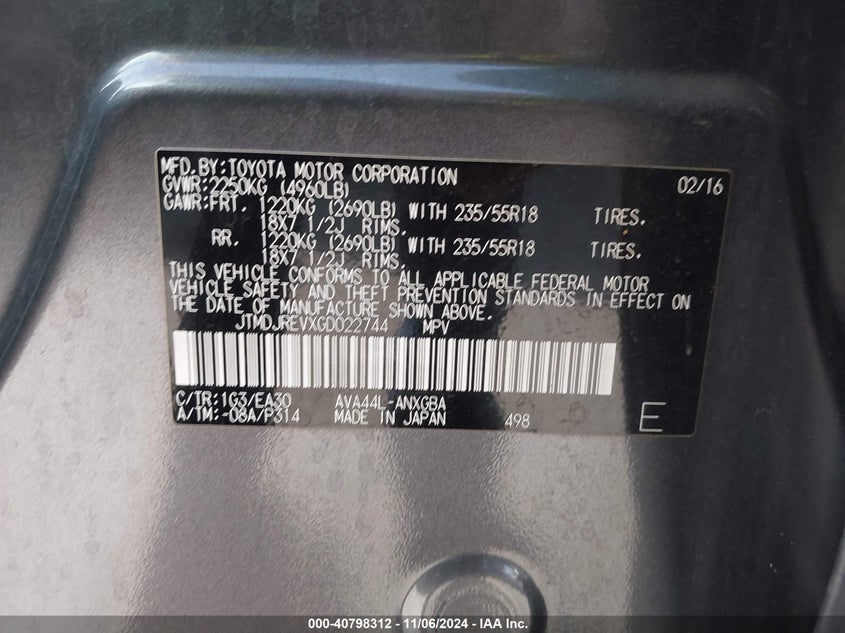 MFD.BY:TOYOTA MOTOR CORPORATION 02/16
GVWR:2250KG (4960LB)
GAWR:FRT. 1220KG (2690LB) WITH 235/55R18 TIRES.
18X7 1/2J RIMS.
RR. 1220KG (2690LB) WITH 235/55R18 TIRES.
18X7 1/2J RIMS.
THIS VEHICLE CONFORMS TO ALL APPLICABLE FEDERAL MOTOR
VEHICLE SAFETY AND THEFT PREVENTION STANDARDS IN EFFECT ON
THE DATE OF MANUFACTURE SHOWN ABOVE.
JTMDJREVXGD022744 MPV
C/TR:1G3/EA30 AVA44L-ANXGBA
A/TM:-08A/P314 MADE IN JAPAN 498 E
000-40798312 - 11/06/2024 - IAA Inc.